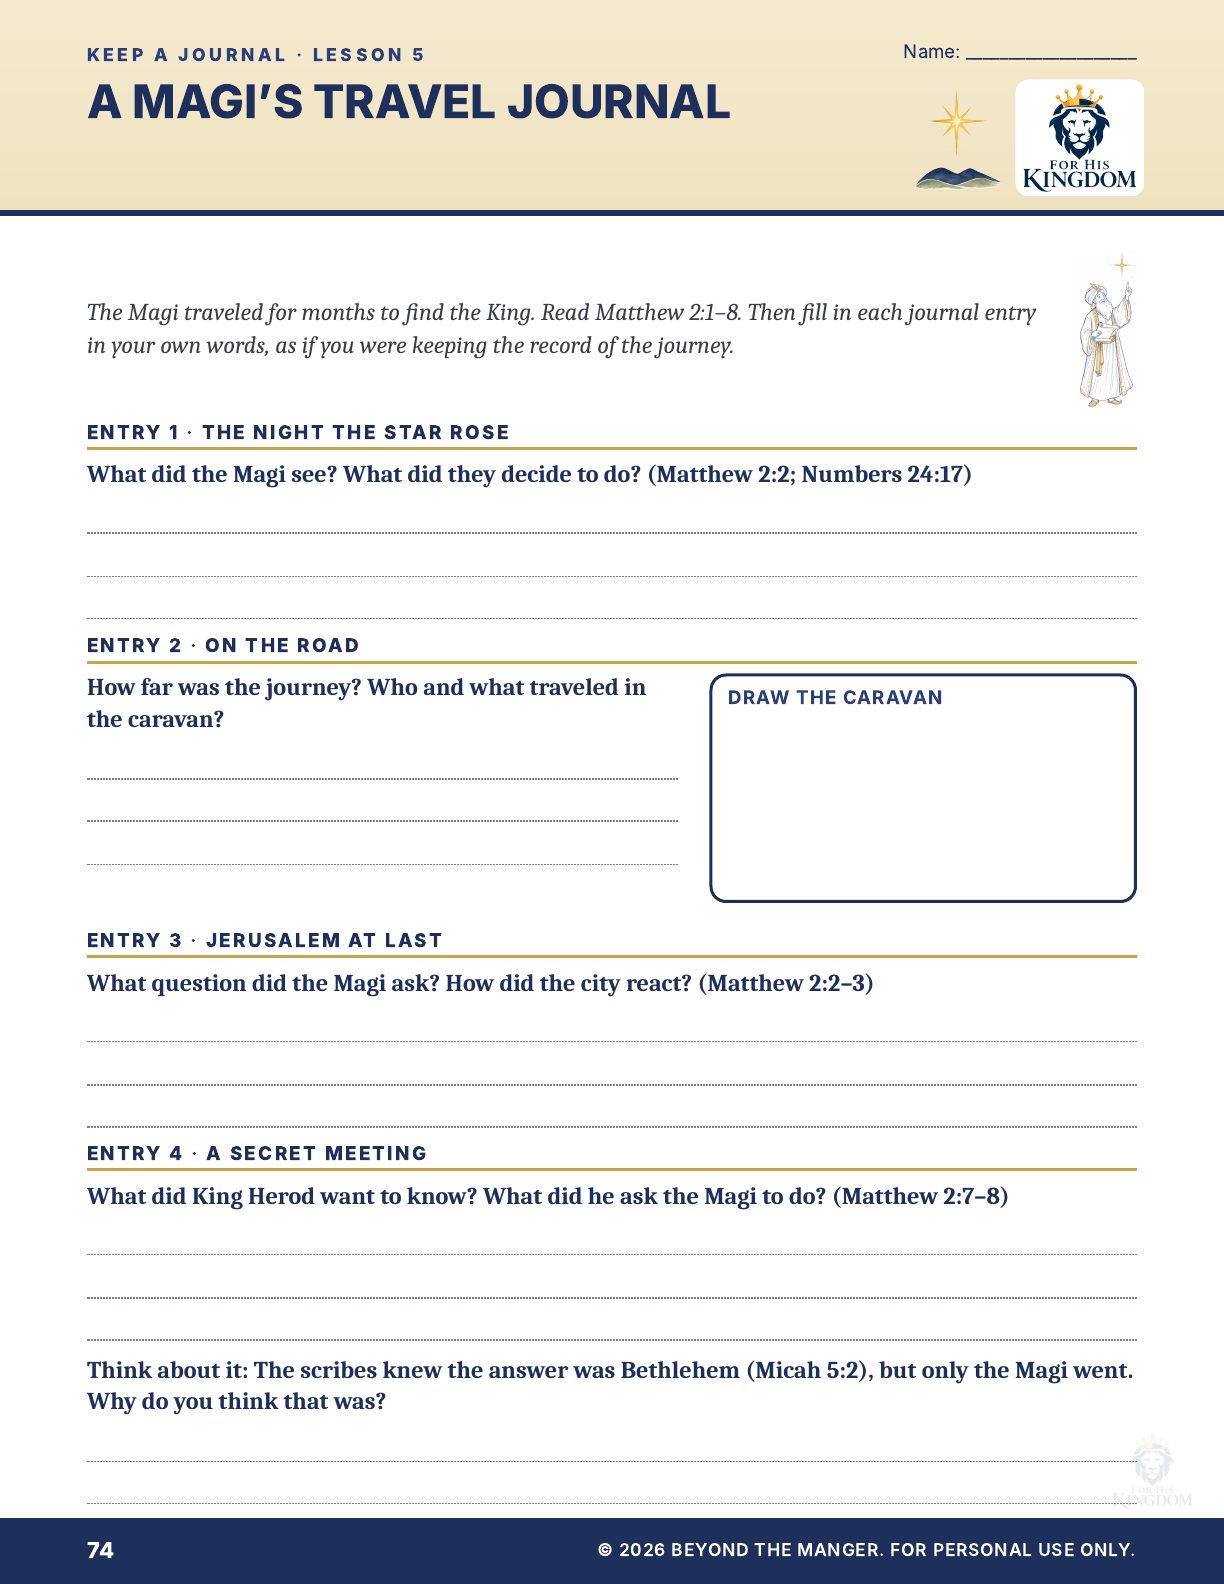 KEEP A JOURNAL · LESSON 5
Name: ___________________
A MAGI’S TRAVEL JOURNAL
FOR HIS
KINGDOM
The Magi traveled for months to find the King. Read Matthew 2:1–8. Then fill in each journal entry
in your own words, as if you were keeping the record of the journey.
ENTRY 1 · THE NIGHT THE STAR ROSE
What did the Magi see? What did they decide to do? (Matthew 2:2; Numbers 24:17)
ENTRY 2 · ON THE ROAD
How far was the journey? Who and what traveled in
the caravan?
DRAW THE CARAVAN
ENTRY 3 · JERUSALEM AT LAST
What question did the Magi ask? How did the city react? (Matthew 2:2–3)
ENTRY 4 · A SECRET MEETING
What did King Herod want to know? What did he ask the Magi to do? (Matthew 2:7–8)
Think about it: The scribes knew the answer was Bethlehem (Micah 5:2), but only the Magi went.
Why do you think that was?
FOR HIS
KINGDOM
74
© 2026 BEYOND THE MANGER. FOR PERSONAL USE ONLY.